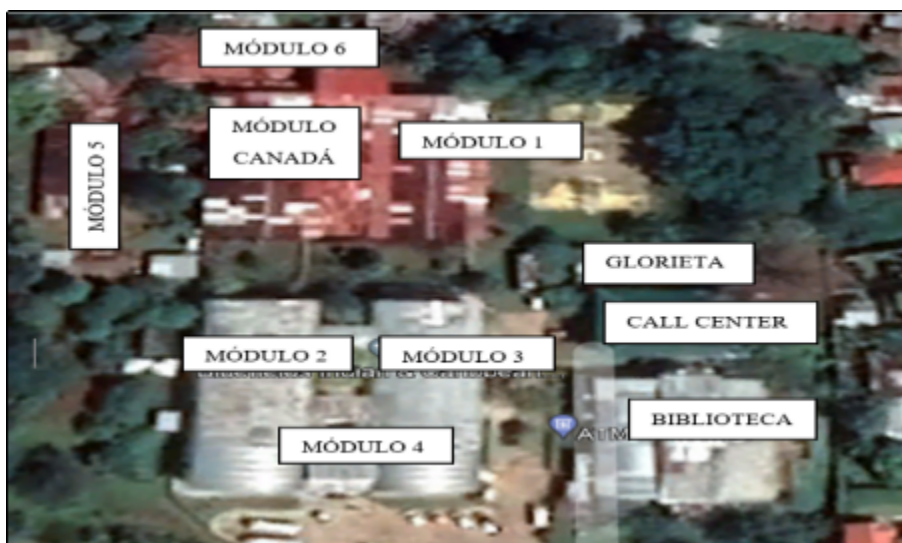 MÓDULO 6
MÓDULO
CANADÁ
MÓDULO 1
MÓDULO 5
GLORIETA
CALL CENTER
MÓDULO 2
MÓDULO 3
BIBLIOTECA
ATM
MÓDULO 4